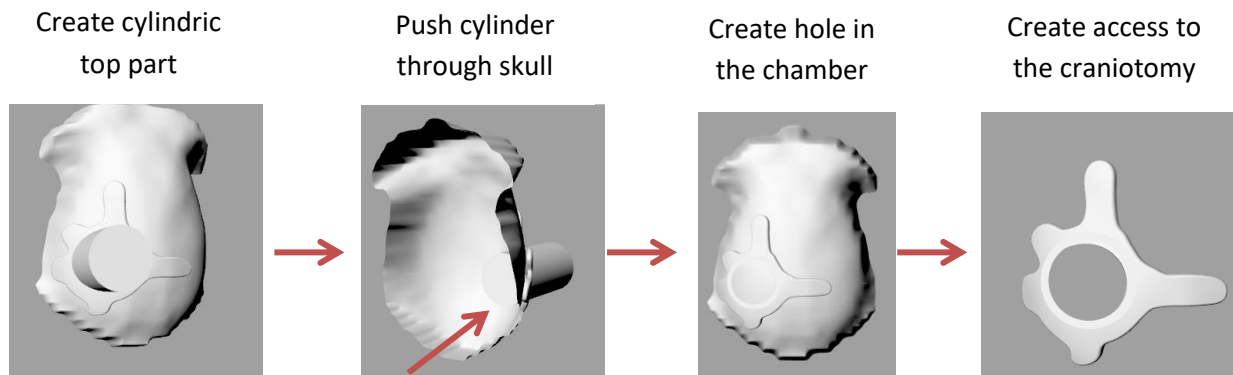 Create cylindric
top part
Push cylinder
through skull
Create hole in
the chamber
Create access to
the craniotomy